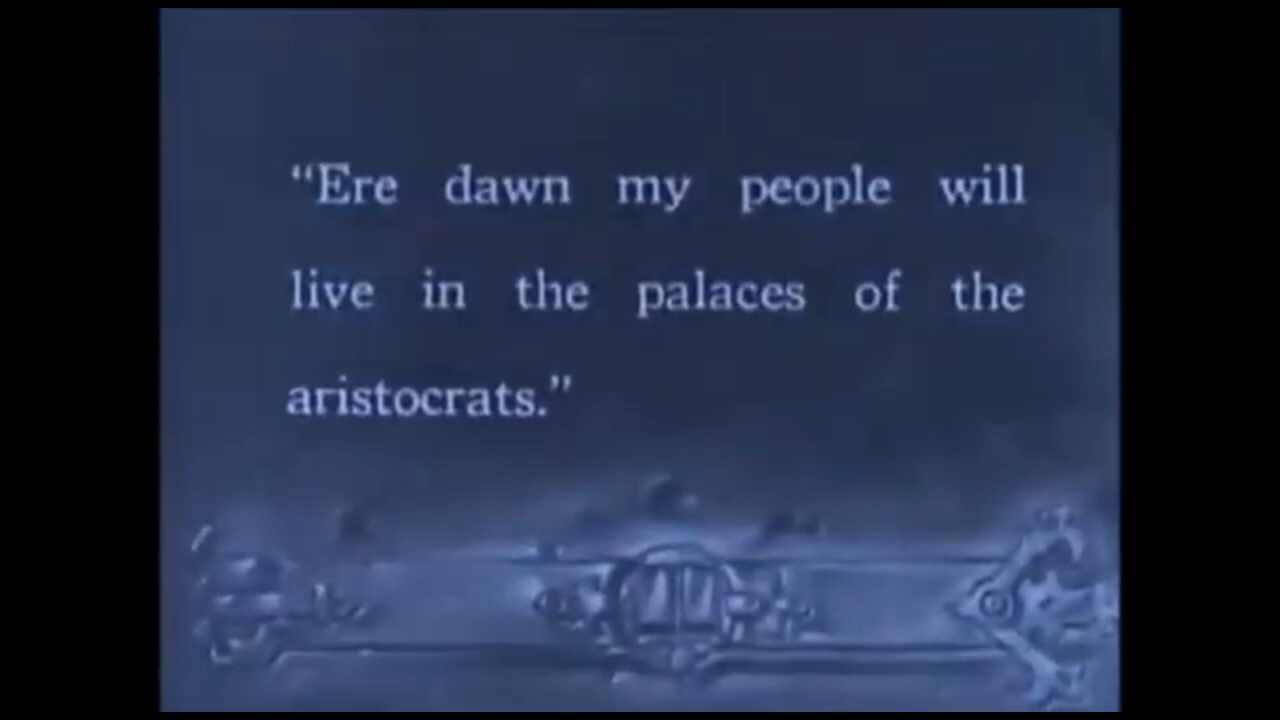 “Ere dawn my people will
live in the palaces of the
aristocrats.”